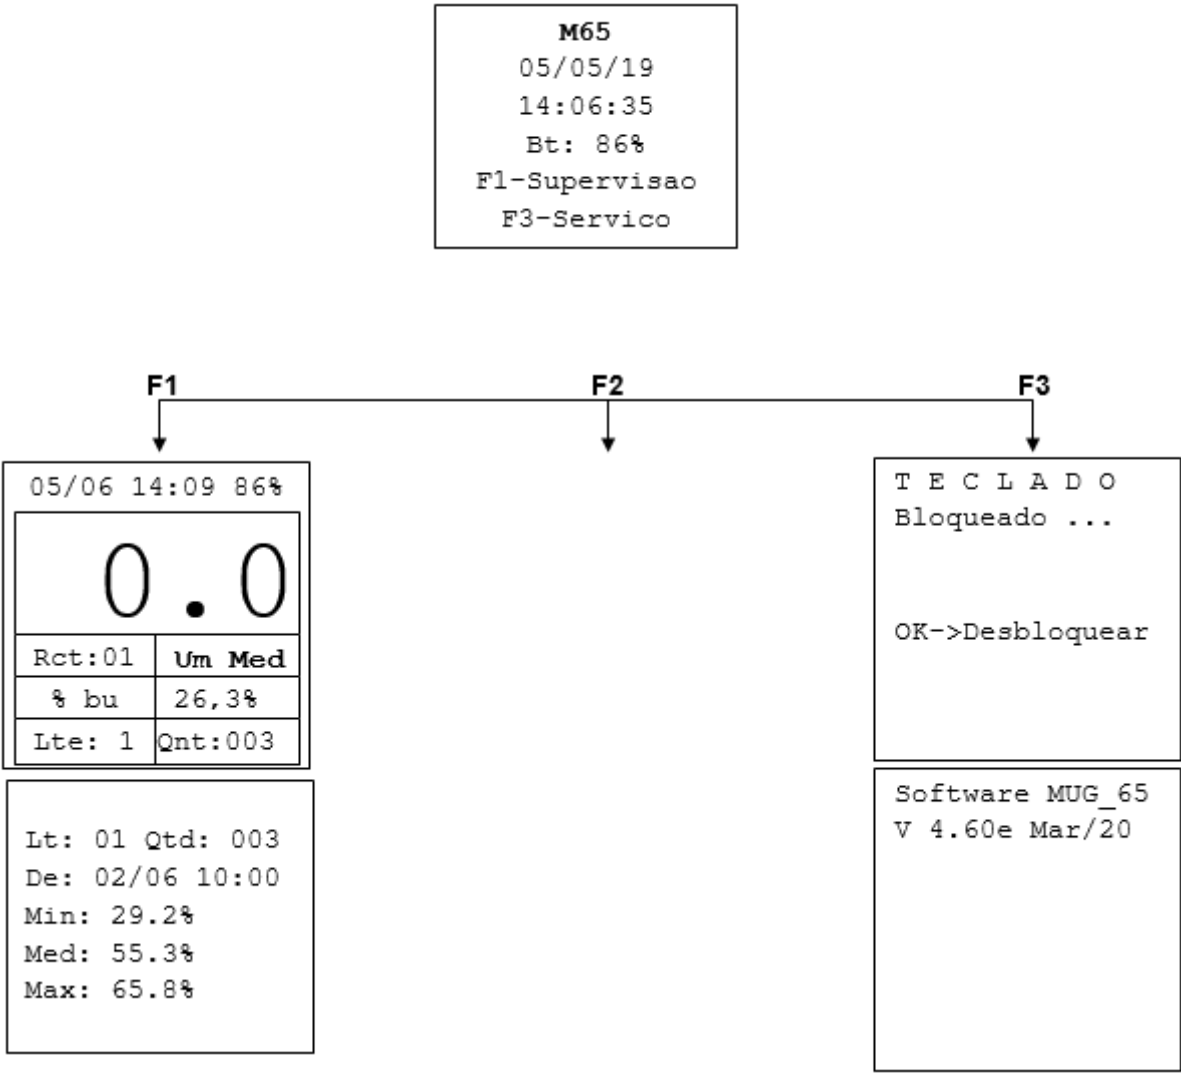 M65
05/05/19
14:06:35
Bt: 86%
F1-Supervisao
F3-Servico
F1
F2
F3
05/06 14:09 86%
0.0
Rct:01 Um Med
% bu 26,3%
Lte: 1 Qnt:003
Lt: 01 Qtd: 003
De: 02/06 10:00
Min: 29.2%
Med: 55.3%
Max: 65.8%
T E C L A D O
Bloqueado ...
OK->Desbloquear
Software MUG_65
V 4.60e Mar/20